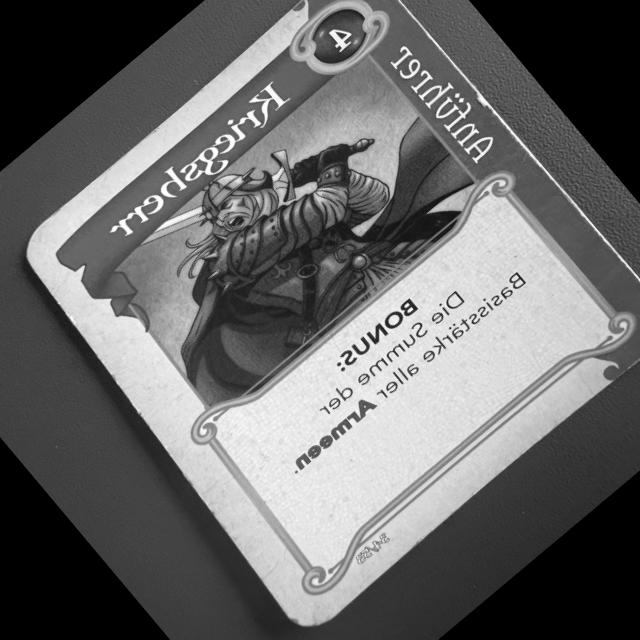 4
Kriegsherr
Anführer
BONUS:
Die Summe der
Basisstärke aller Armeen.